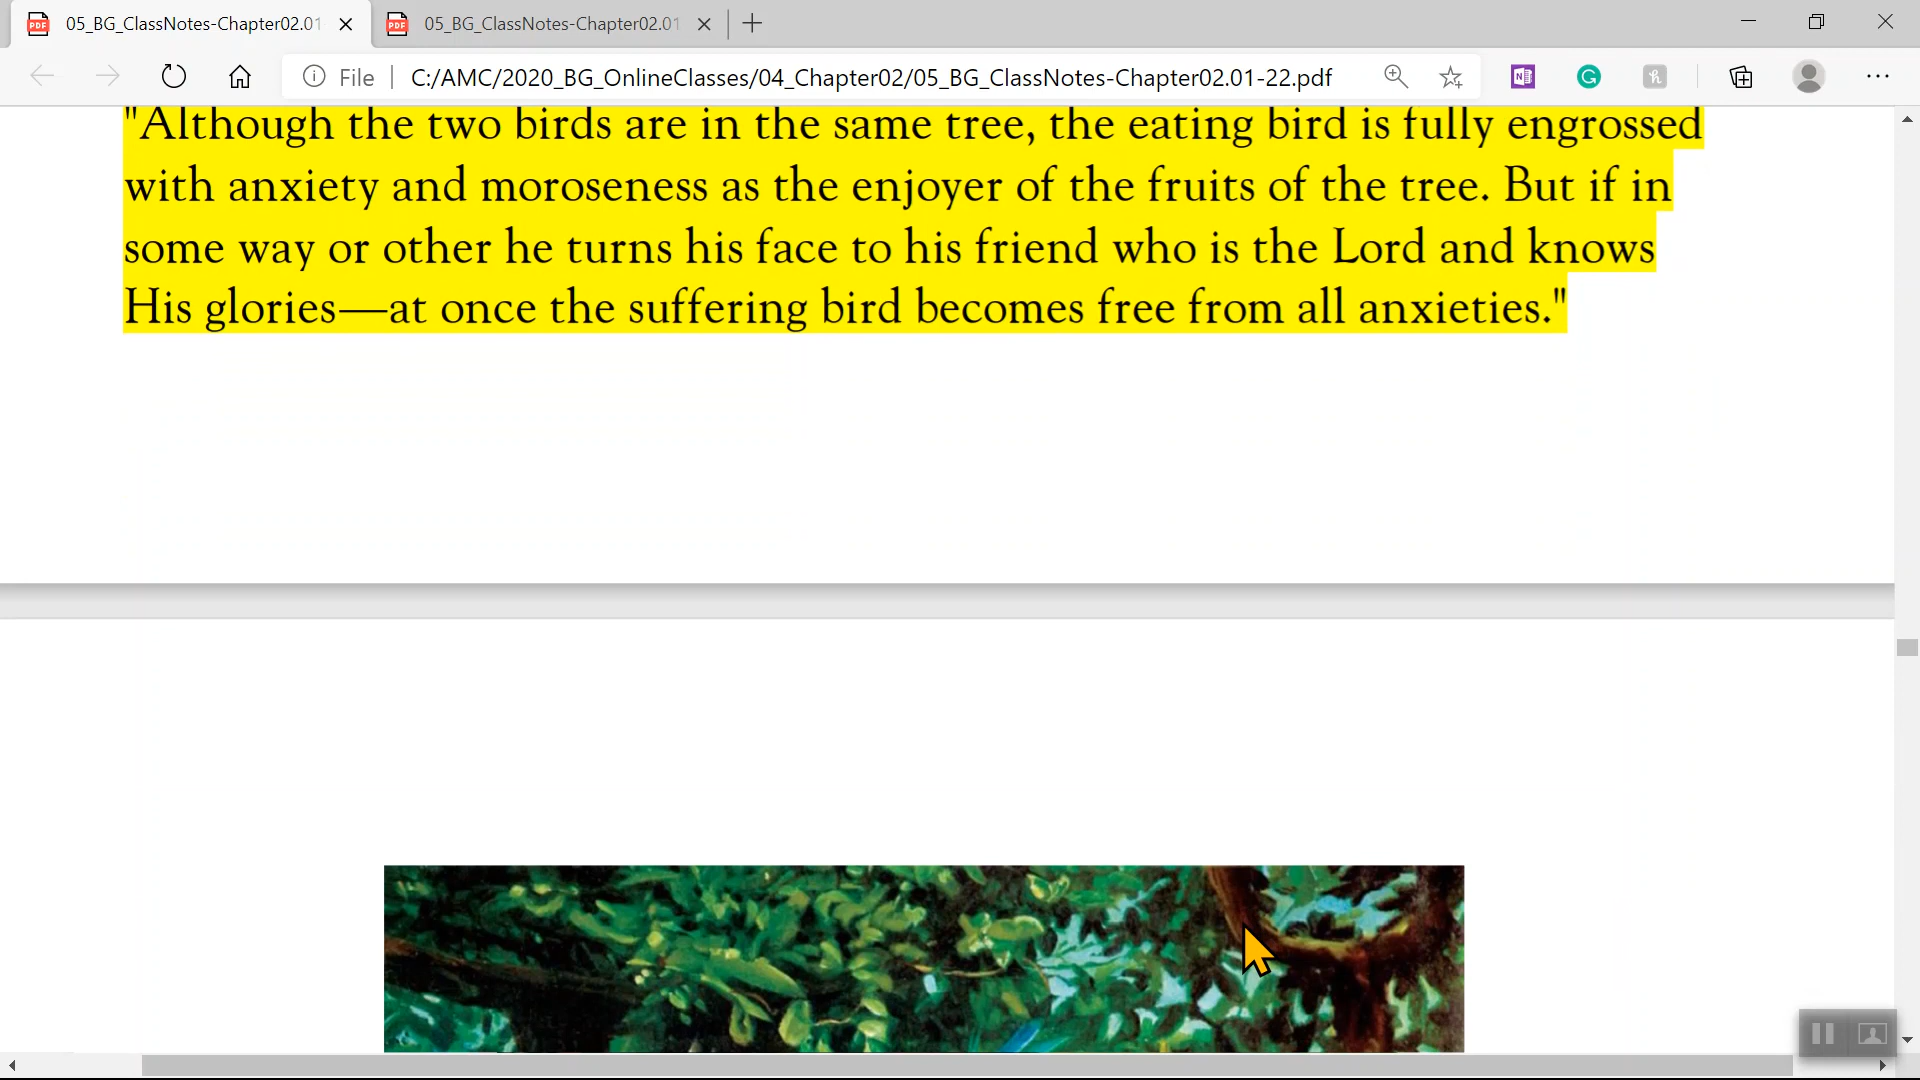 05_BG_ClassNotes-Chapter02.01
05_BG_ClassNotes-Chapter02.01
File
C:/AMC/2020_BG_OnlineClasses/04_Chapter02/05_BG_ClassNotes-Chapter02.01-22.pdf
"Although the two birds are in the same tree, the eating bird is fully engrossed
with anxiety and moroseness as the enjoyer of the fruits of the tree. But if in
some way or other he turns his face to his friend who is the Lord and knows
His glories—at once the suffering bird becomes free from all anxieties."